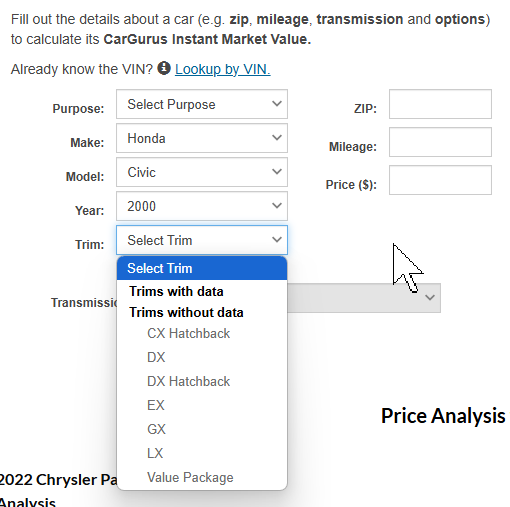 Fill out the details about a car (e.g. zip, mileage, transmission and options)
to calculate its CarGurus Instant Market Value.
Already know the VIN? Lookup by VIN.
Purpose: Select Purpose
ZIP:
Make: Honda
Mileage:
Model: Civic
Price ($):
Year: 2000
Trim: Select Trim
Select Trim
Trims with data
Trims without data
Transmissi
CX Hatchback
DX
DX Hatchback
EX
GX
LX
Value Package
Price Analysis
2022 Chrysler Pa
Analysis